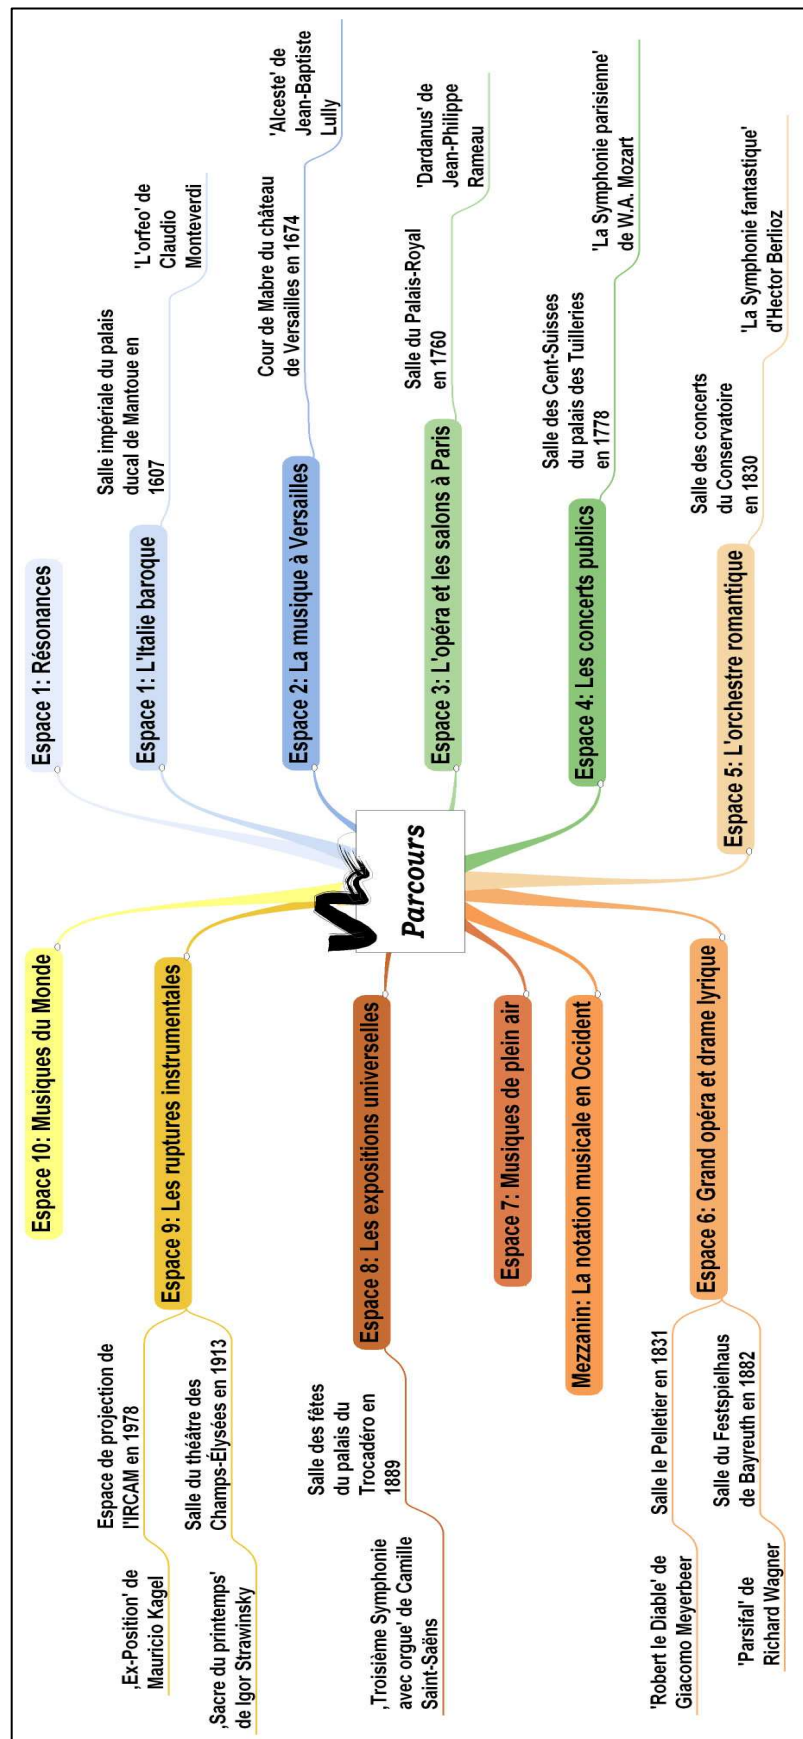 Parcours
Espace 1: Résonances
Espace 1: L'Italie baroque
Salle impériale du palais
ducal de Mantoue en
1607
'L'orfeo' de
Claudio
Monteverdi
Espace 2: La musique à Versailles
Cour de Mabre du château
de Versailles en 1674
'Alceste' de
Jean-Baptiste
Lully
Espace 3: L'opéra et les salons à Paris
Salle du Palais-Royal
en 1760
'Dardanus' de
Jean-Philippe
Rameau
Espace 4: Les concerts publics
Salle des Cent-Suisses
du palais des Tuilleries
en 1778
'La Symphonie parisienne'
de W.A. Mozart
Espace 5: L'orchestre romantique
Salle des concerts
du Conservatoire
en 1830
'La Symphonie fantastique'
d'Hector Berlioz
Espace 6: Grand opéra et drame lyrique
Salle le Pelletier en 1831
'Robert le Diable' de
Giacomo Meyerbeer
Salle du Festspielhaus
de Bayreuth en 1882
'Parsifal' de
Richard Wagner
Mezzanin: La notation musicale en Occident
Espace 7: Musiques de plein air
Espace 8: Les expositions universelles
Salle des fêtes
du palais du
Trocadéro en
1889
‚Troisième Symphonie
avec orgue' de Camille
Saint-Saëns
Espace 9: Les ruptures instrumentales
Espace de projection de
l'IRCAM en 1978
‚Ex-Position' de
Mauricio Kagel
Salle du théâtre des
Champs-Élysées en 1913
‚Sacre du printemps'
de Igor Strawinsky
Espace 10: Musiques du Monde